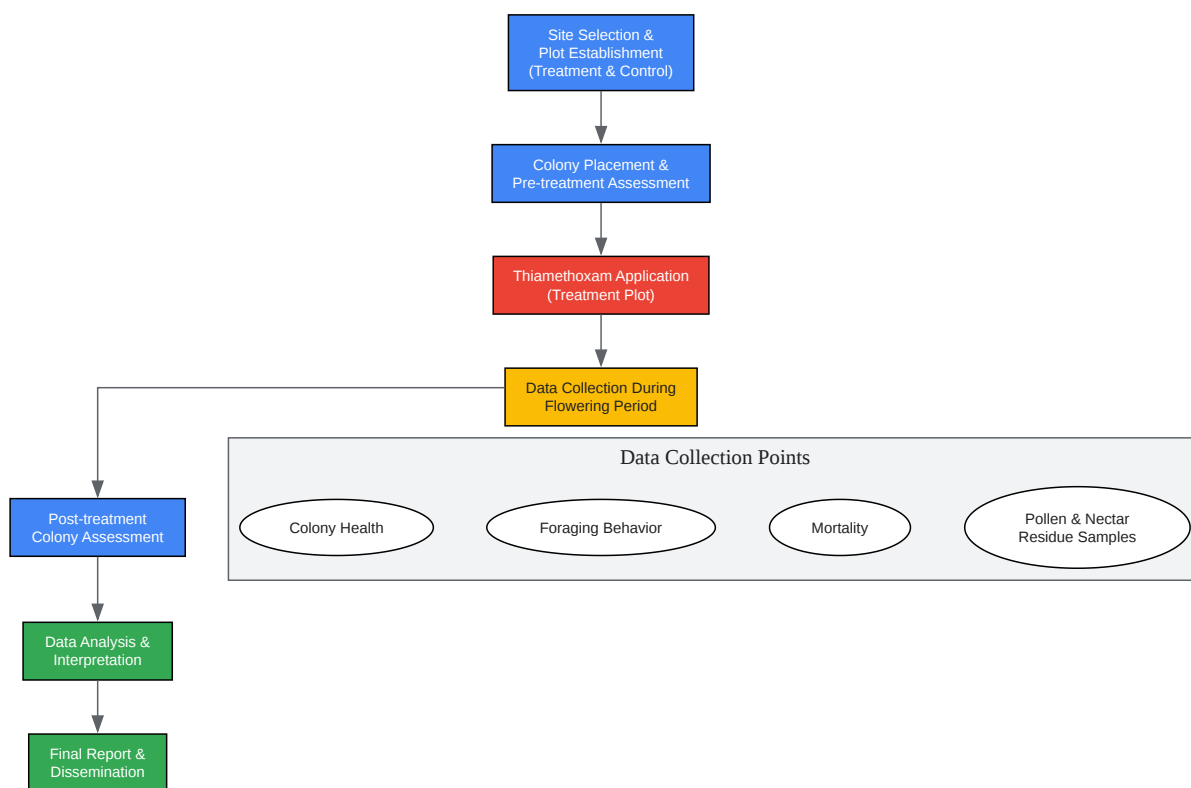 Site Selection &
Plot Establishment
(Treatment & Control)
Colony Placement &
Pre-treatment Assessment
Thiamethoxam Application
(Treatment Plot)
Data Collection During
Flowering Period
Data Collection Points
Post-treatment
Colony Assessment
Colony Health
Foraging Behavior
Mortality
Pollen & Nectar
Residue Samples
Data Analysis &
Interpretation
Final Report &
Dissemination